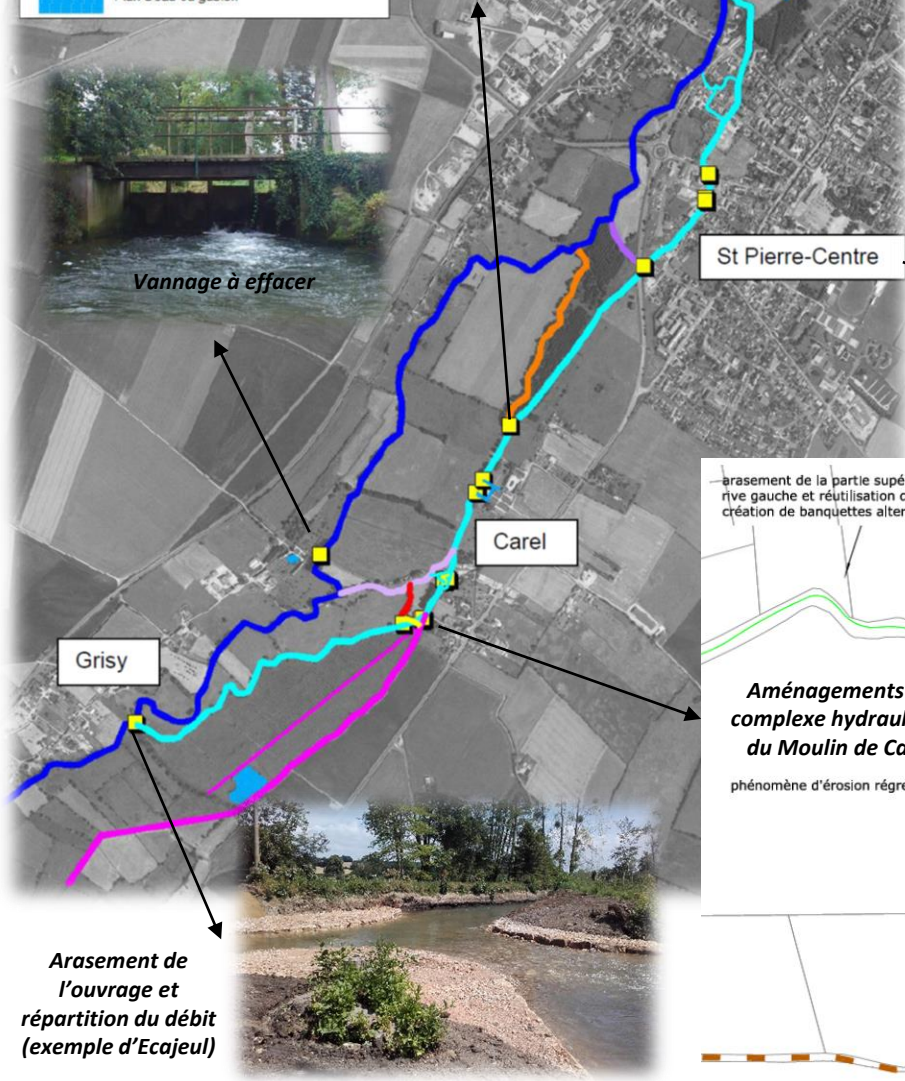 Vannage à effacer
St Pierre-Centre
Carel
Grisy
arasement de la partie supé
rive gauche et réutilisation d
création de banquettes alter
Aménagements
complexe hydraul
du Moulin de Ca
phénomène d'érosion régre
Arasement de
l'ouvrage et
répartition du débit
(exemple d'Ecajeul)